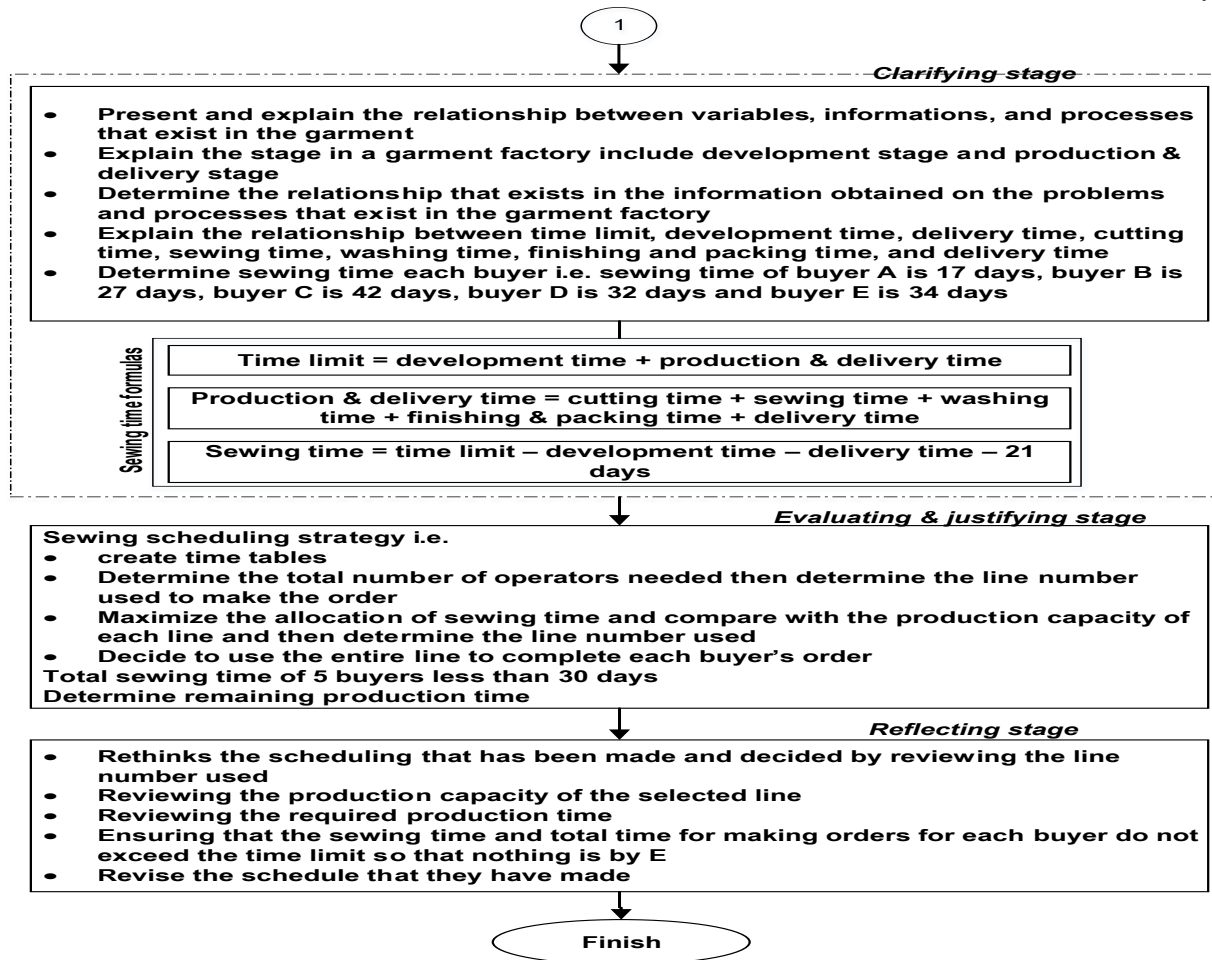 1
Clarifying stage
• Present and explain the relationship between variables, informations, and processes
that exist in the garment
• Explain the stage in a garment factory include development stage and production &
delivery stage
• Determine the relationship that exists in the information obtained on the problems
and processes that exist in the garment factory
• Explain the relationship between time limit, development time, delivery time, cutting
time, sewing time, washing time, finishing and packing time, and delivery time
• Determine sewing time each buyer i.e. sewing time of buyer A is 17 days, buyer B is
27 days, buyer C is 42 days, buyer D is 32 days and buyer E is 34 days
Sewing time formulas
Time limit = development time + production & delivery time
Production & delivery time = cutting time + sewing time + washing
time + finishing & packing time + delivery time
Sewing time = time limit – development time – delivery time – 21
days
Evaluating & justifying stage
Sewing scheduling strategy i.e.
• create time tables
• Determine the total number of operators needed then determine the line number
used to make the order
• Maximize the allocation of sewing time and compare with the production capacity of
each line and then determine the line number used
• Decide to use the entire line to complete each buyer's order
Total sewing time of 5 buyers less than 30 days
Determine remaining production time
Reflecting stage
• Rethinks the scheduling that has been made and decided by reviewing the line
number used
• Reviewing the production capacity of the selected line
• Reviewing the required production time
• Ensuring that the sewing time and total time for making orders for each buyer do not
exceed the time limit so that nothing is by E
• Revise the schedule that they have made
Finish